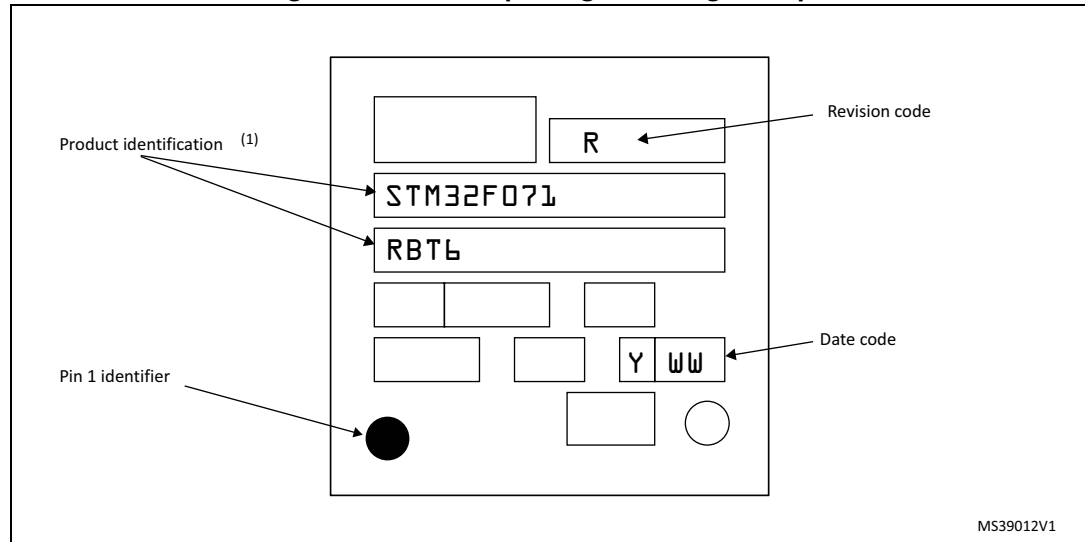 Revision code
R
Product identification (1)
STM32F071
RBT6
Date code
Y WW
Pin 1 identifier
MS39012V1